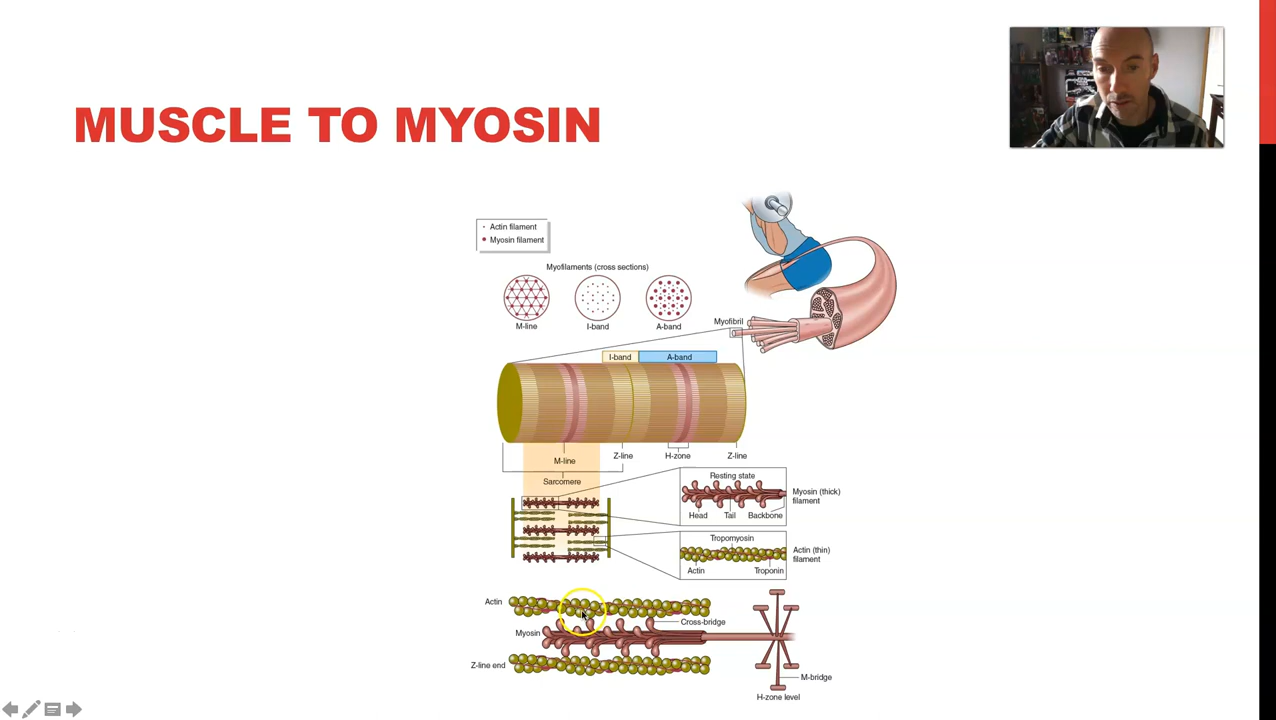 MUSCLE TO MYOSIN
Actin filament
Myosin filament
Myofilaments (cross sections)
M-line
I-band
A-band
Myofibril
I-band
A-band
M-line
Z-line
H-zone
Z-line
Sarcomere
Resting state
Head
Tail
Backbone
Myosin (thick)
filament
Tropomyosin
Actin
Troponin
Actin (thin)
filament
Actin
Cross-bridge
Myosin
Z-line end
M-bridge
H-zone level